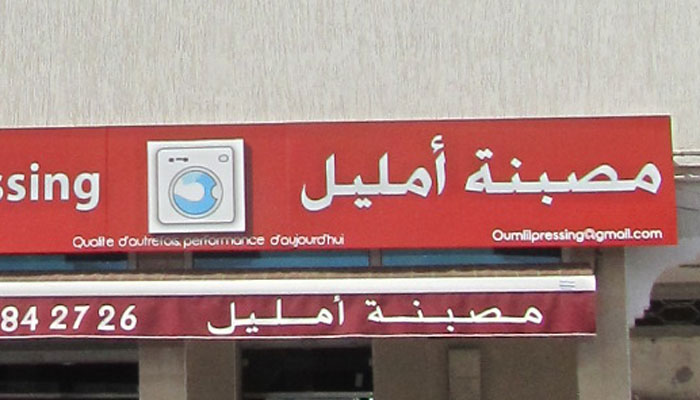 ssing مصبنة أمليل
Qualite d'autrefois, performance d'aujourd'hui Oumlilpressing@gmail.com
84 27 26 مصبنة أمليل